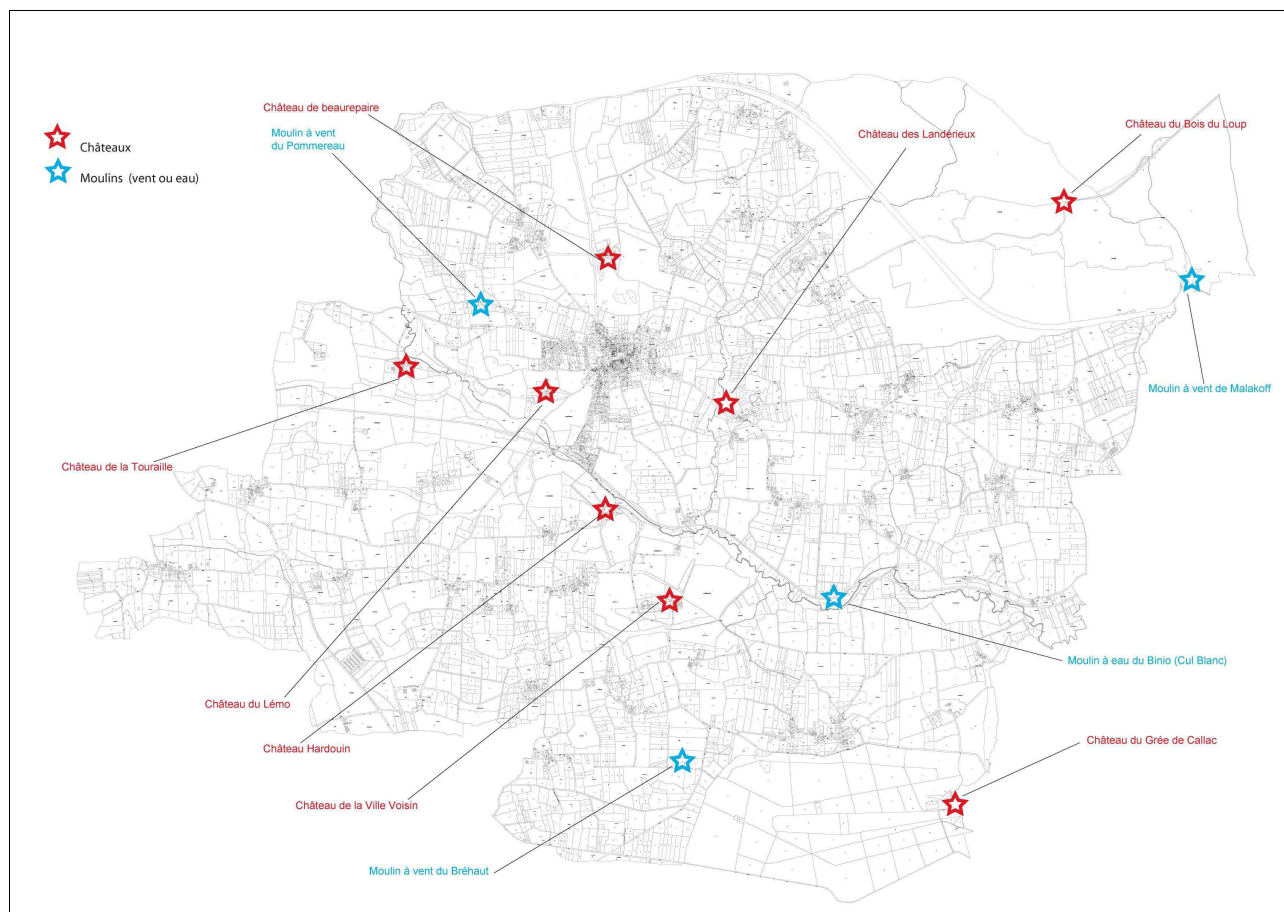 Château de beaurepaire
Moulin à vent
du Pommereau
Château des Landérieux
Château du Bois du Loup
Châteaux
Moulins (vent ou eau)
Moulin à vent de Malakoff
Château de la Touraille
Moulin à eau du Binio (Cul Blanc)
Château du Lémo
Château Hardouin
Château du Grée de Callac
Château de la Ville Voisin
Moulin à vent du Bréhaut